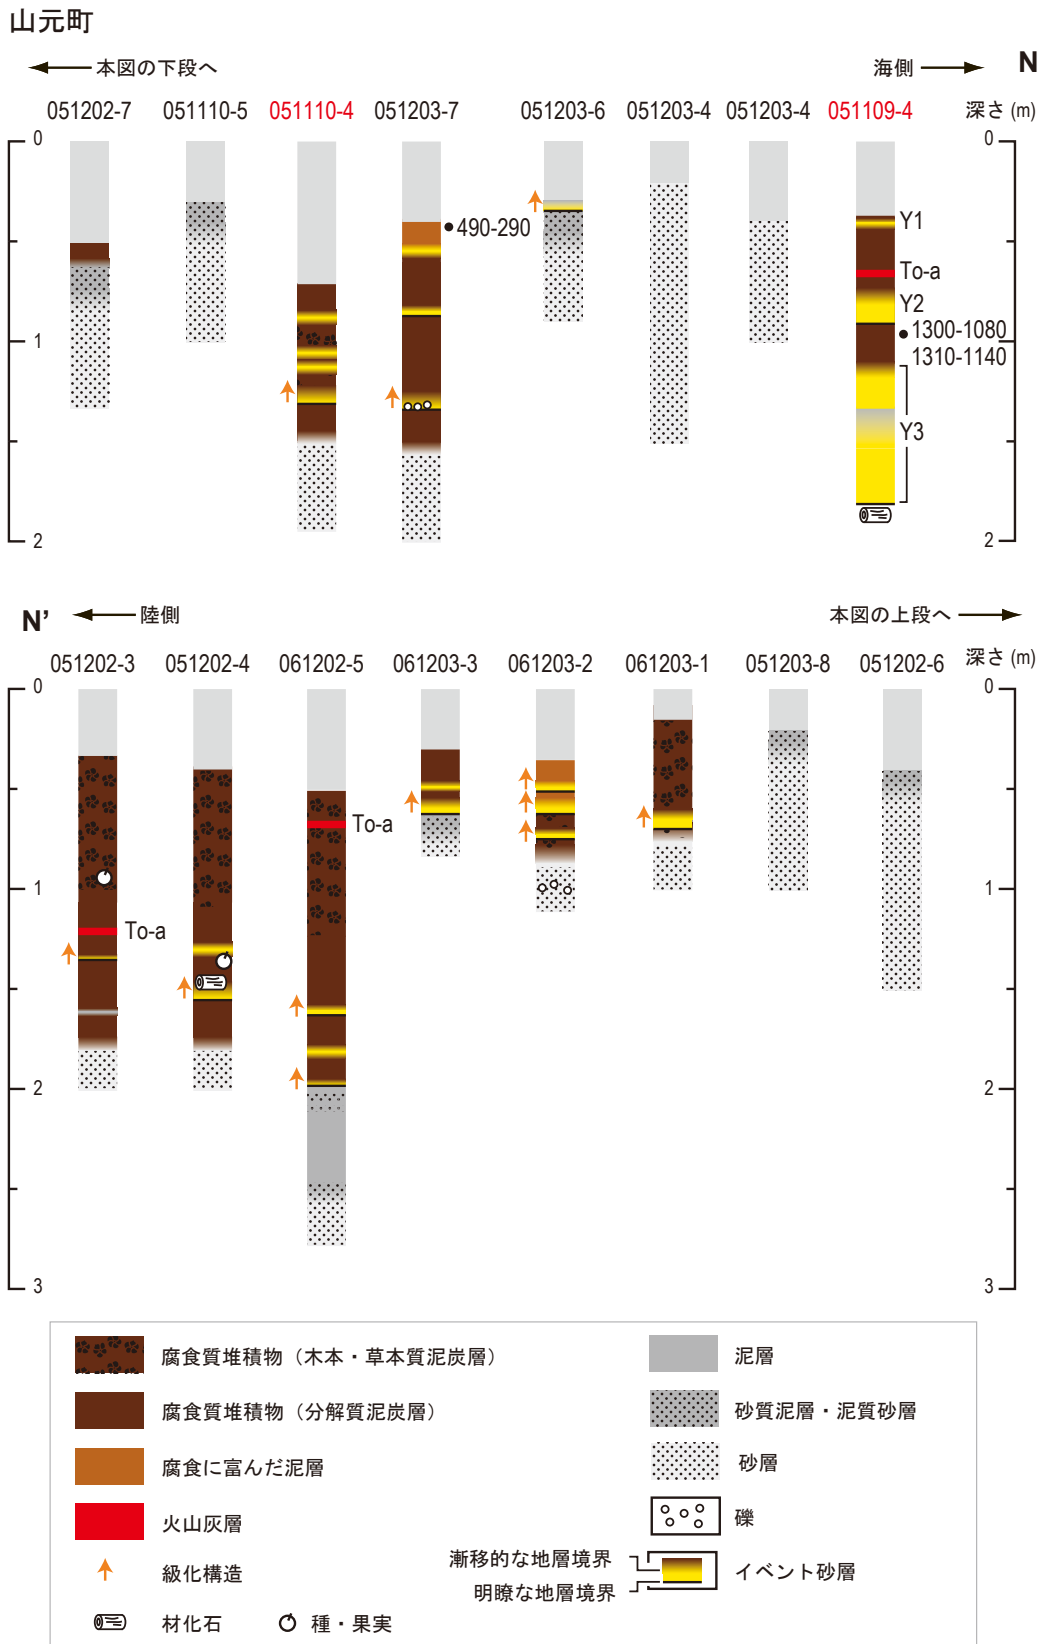 山元町
本図の下段へ 海側 N
051202-7 051110-5 051110-4 051203-7 051203-6 051203-4 051203-4 051109-4 深さ (m)
0 0
490-290
Y1
To-a
Y2
1300-1080
1 1
1310-1140
Y3
2 2
N' 陸側 本図の上段へ
051202-3 051202-4 061202-5 061203-3 061203-2 061203-1 051203-8 051202-6 深さ (m)
0 0
To-a
1 1
To-a
2 2
3 3
腐食質堆積物(木本・草本質泥炭層) 泥層
腐食質堆積物(分解質泥炭層) 砂質泥層・泥質砂層
腐食に富んだ泥層 砂層
火山灰層 礫
級化構造 漸移的な地層境界 イベント砂層
明瞭な地層境界
材化石 種・果実